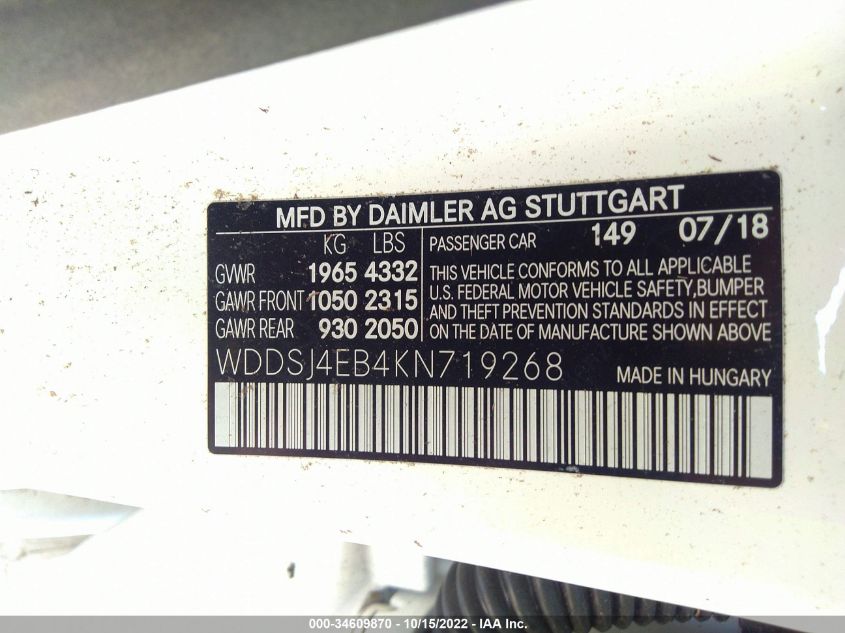 MFD BY DAIMLER AG STUTTGART
KG LBS
GVWR 1965 4332
GAWR FRONT 1050 2315
GAWR REAR 930 2050
PASSENGER CAR 149 07/18
THIS VEHICLE CONFORMS TO ALL APPLICABLE
U.S. FEDERAL MOTOR VEHICLE SAFETY, BUMPER
AND THEFT PREVENTION STANDARDS IN EFFECT
ON THE DATE OF MANUFACTURE SHOWN ABOVE
WDDSJ4EB4KN719268
MADE IN HUNGARY
000-34609870 - 10/15/2022 - IAA Inc.